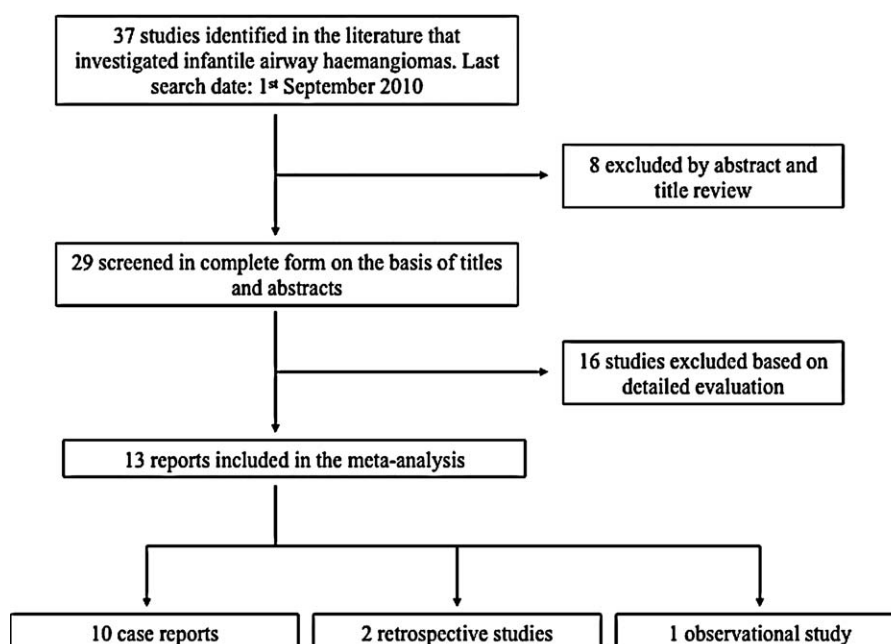 37 studies identified in the literature that
investigated infantile airway haemangiomas. Last
search date: 1st September 2010
8 excluded by abstract and
title review
29 screened in complete form on the basis of titles
and abstracts
16 studies excluded based on
detailed evaluation
13 reports included in the meta-analysis
10 case reports
2 retrospective studies
1 observational study